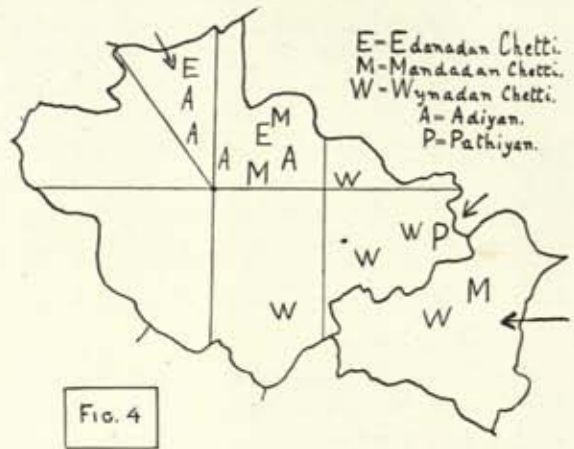 E=Edanadan Chetti.
M=Mandadan Chetti.
W-Wynadan Chetti.
A=Adiyan.
P=Pathiyan.
E
A
A
M
E
A M A
W
W P
W
M
W
W
Fig. 4